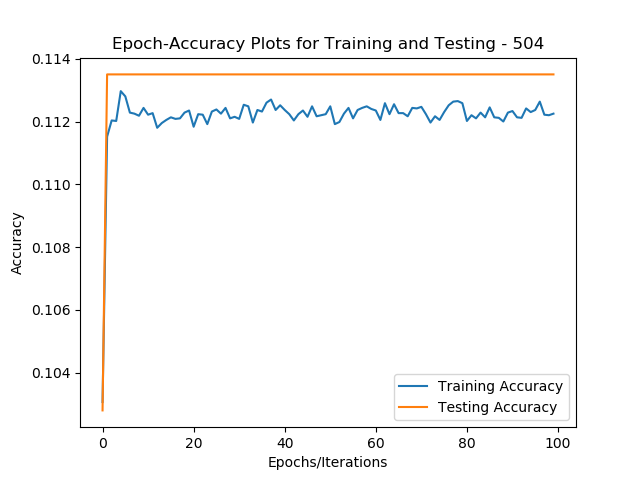 Epoch-Accuracy Plots for Training and Testing - 504
0.114
0.112
0.110
0.108
0.106
0.104
Accuracy
0 20 40 60 80 100
Epochs/Iterations
Training Accuracy
Testing Accuracy